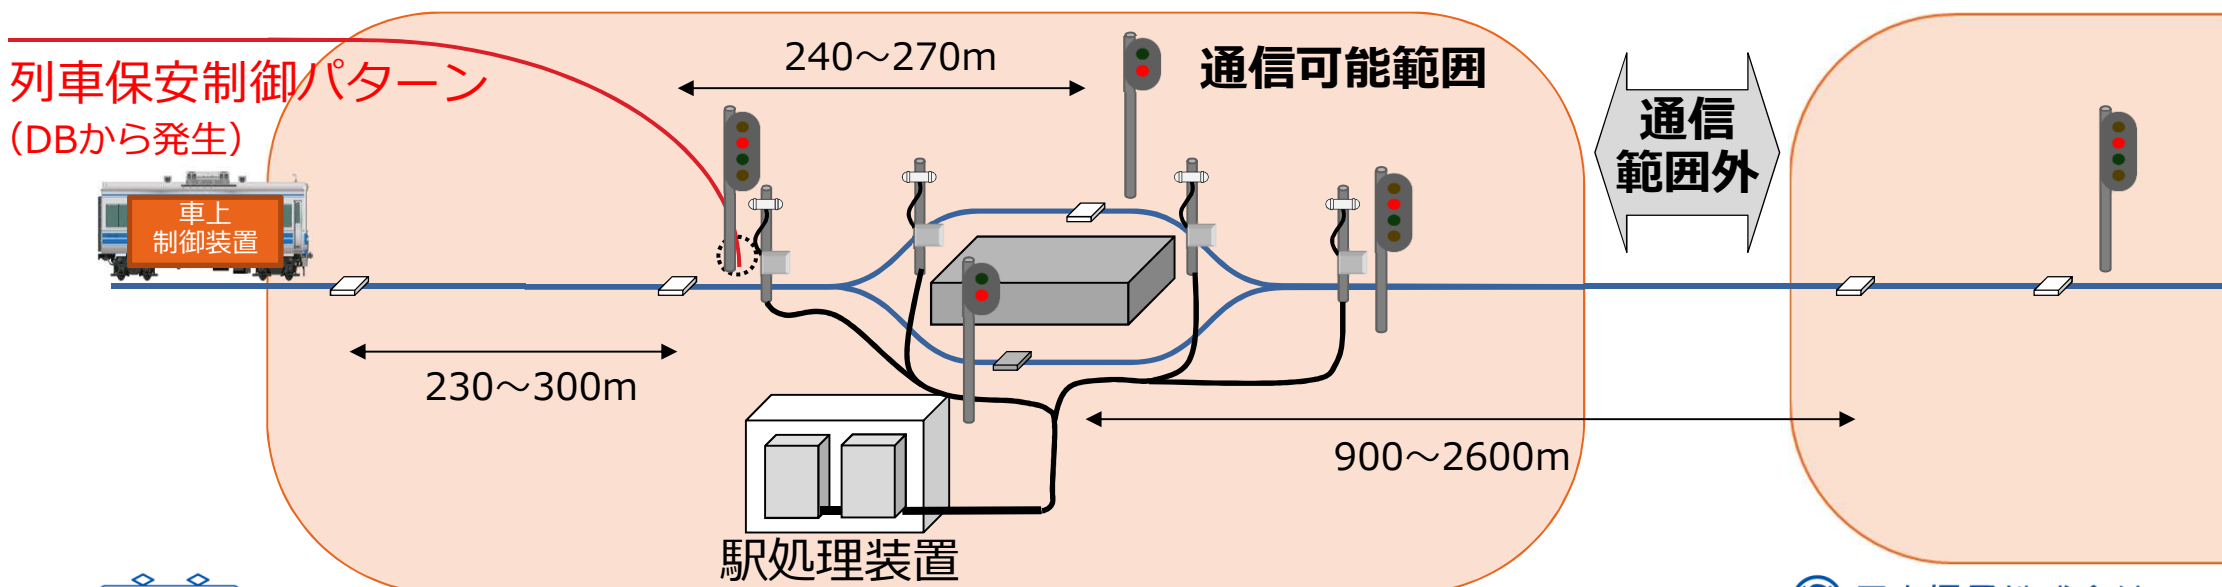 240～270m
通信可能範囲
列車保安制御パターン
（DBから発生）
通信
範囲外
車上
制御装置
230～300m
900～2600m
駅処理装置